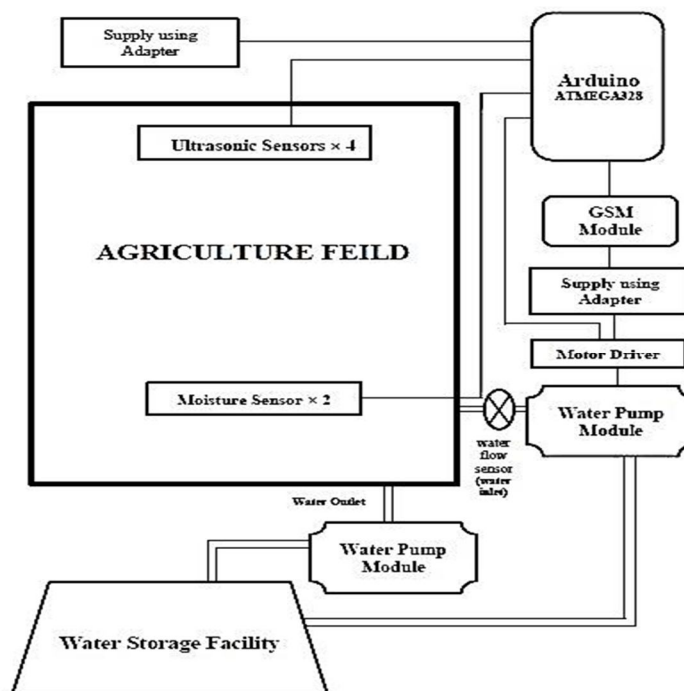 Supply using
Adapter
Arduino
ATMEGA328
Ultrasonic Sensors × 4
GSM
Module
AGRICULTURE FEILD
Supply using
Adapter
Motor Driver
Moisture Sensor × 2
Water Pump
Module
water
flow
sensor
(water
inlet)
Water Outlet
Water Pump
Module
Water Storage Facility